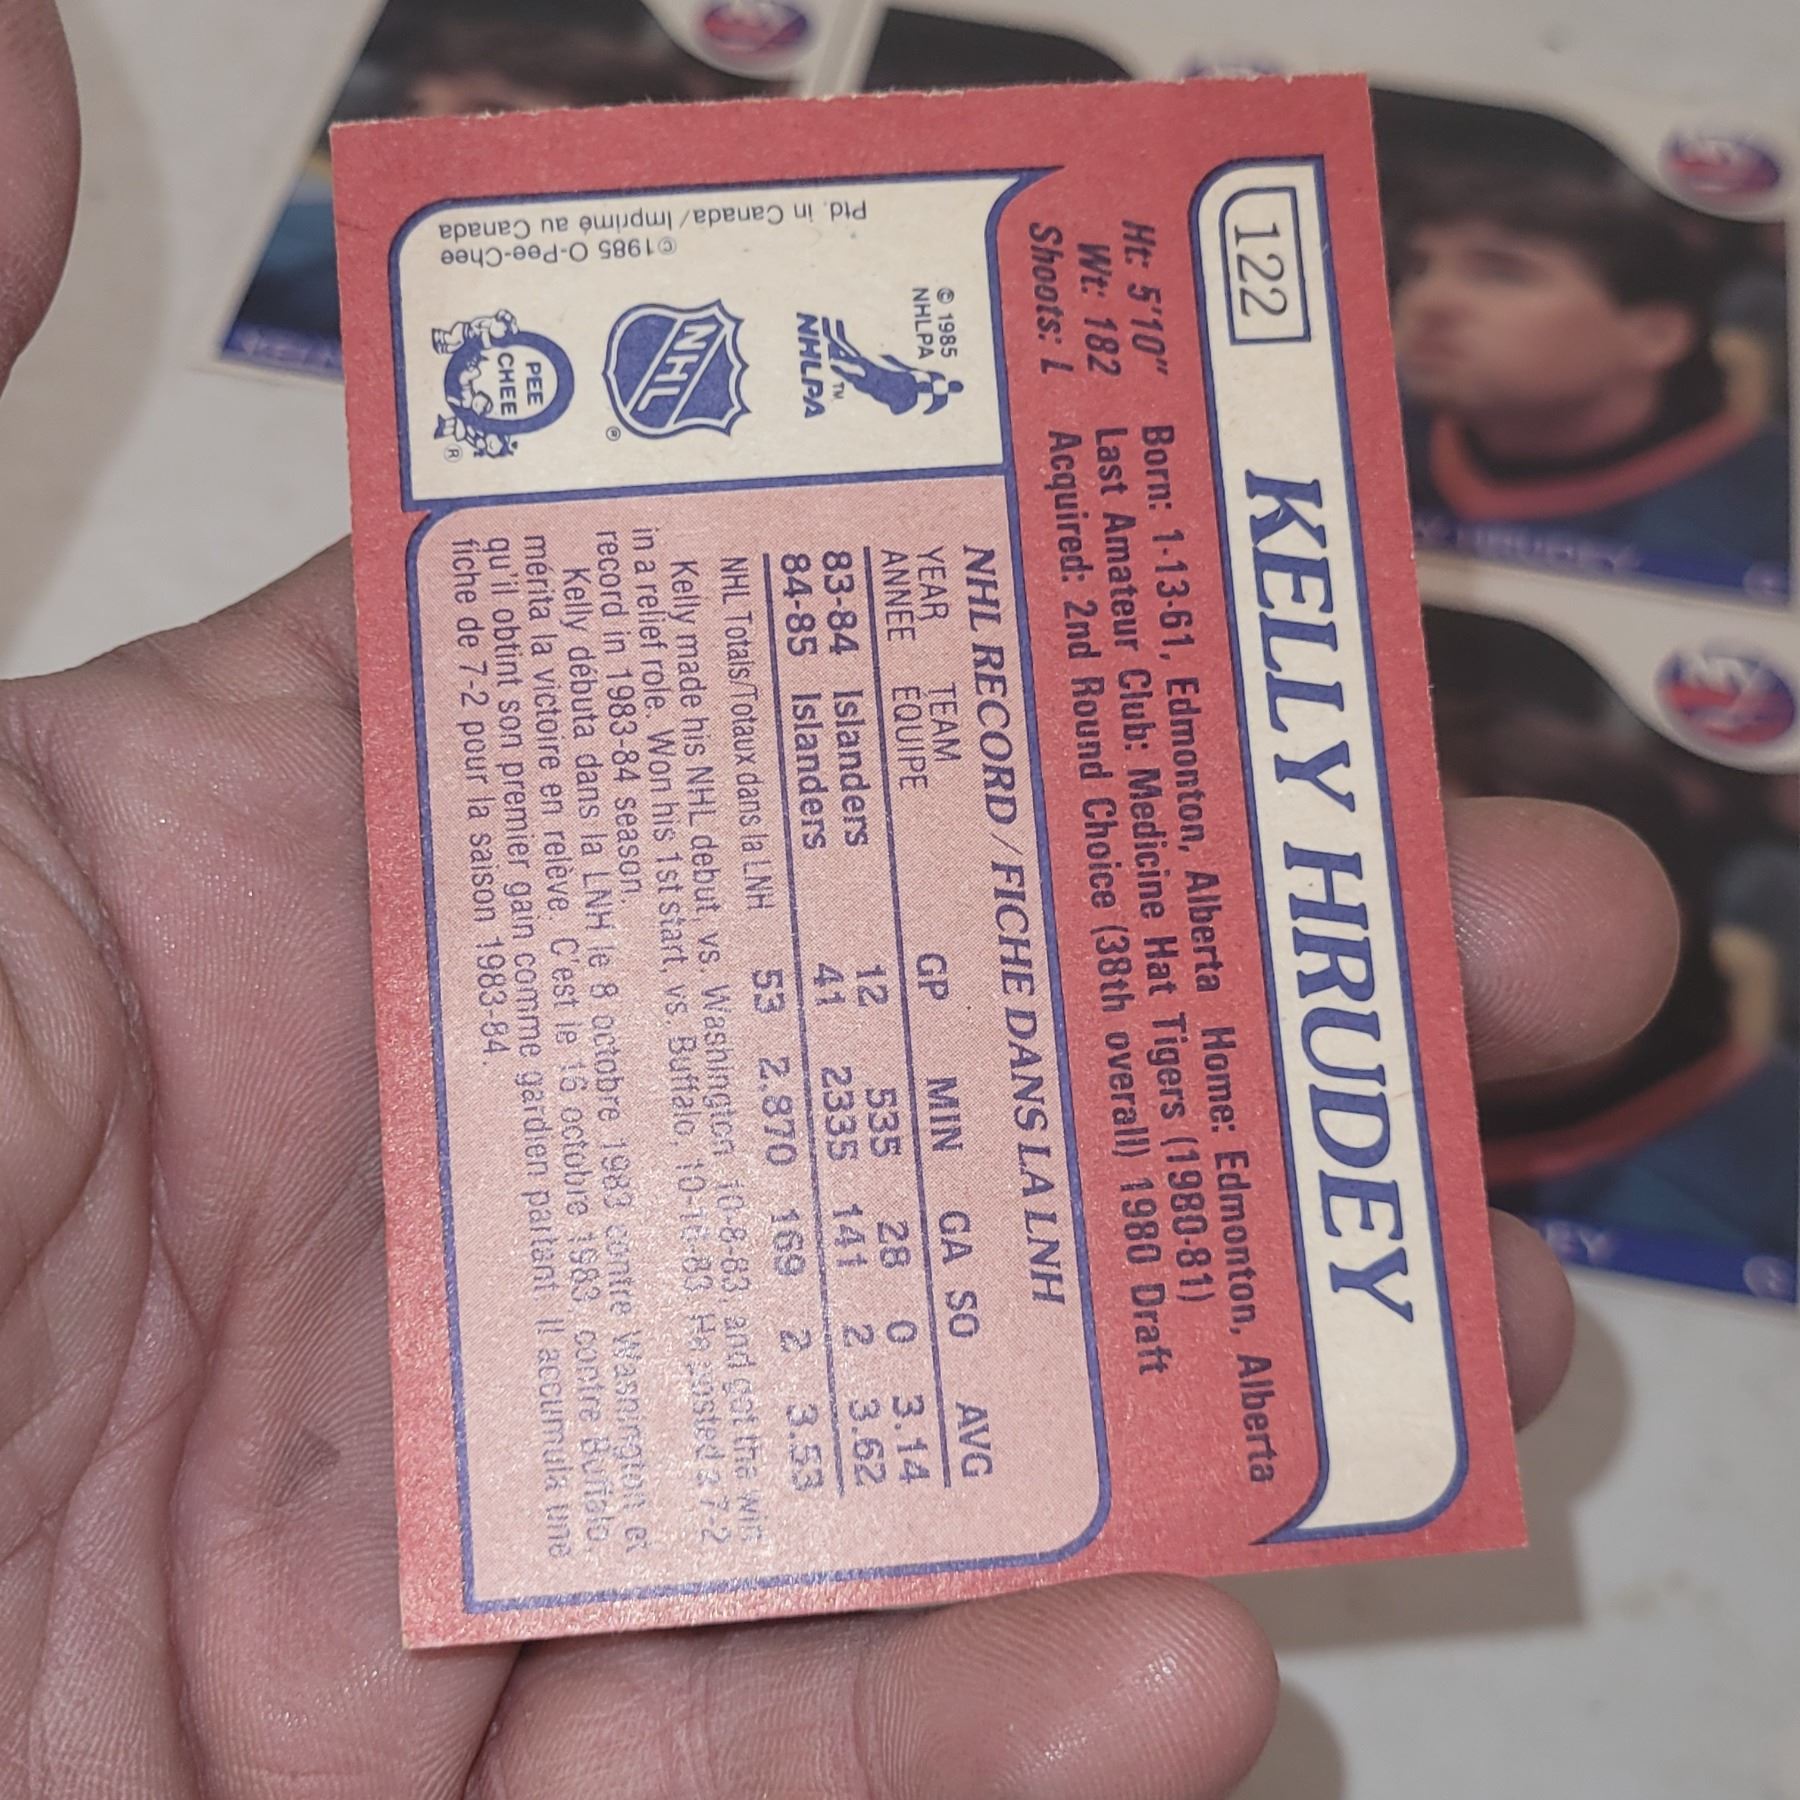 122
KELLY HRUDEY
Ht: 5'10" Born: 1-13-61, Edmonton, Alberta Home: Edmonton, Alberta
Wt: 182 Last Amateur Club: Medicine Hat Tigers (1980-81)
Shoots: L Acquired: 2nd Round Choice (38th overall) 1980 Draft
NHL RECORD/FICHE DANS LA LNH
YEAR TEAM GP MIN GA SO AVG
ANNEE EQUIPE
83-84 Islanders 12 535 28 0 3.14
84-85 Islanders 41 2335 141 2 3.62
NHL Totals/Totaux dans la LNH 53 2.870 169 2 3.53
Kelly made his NHL debut, vs. Washington, 10-8-83, and got the win
in a relief role. Won his 1st start, vs. Buffalo, 10-16-83. He posted a 7-2
record in 1983-84 season.
Kelly débuta dans la LNH le 8 octobre 1983 contre Washington et
mérita la victoire en relève. C'est le 16 octobre 1983, contre Buffalo,
qu'il obtint son premier gain comme gardien partant. Il accumula une
fiche de 7-2 pour la saison 1983-84.
© 1985
NHLPA
NHLPA
TM
NHL
®
PEE
CHEE
®
©1985 O-Pee-Chee
Ptd. in Canada/Imprimé au Canada
HRUDEY
EY